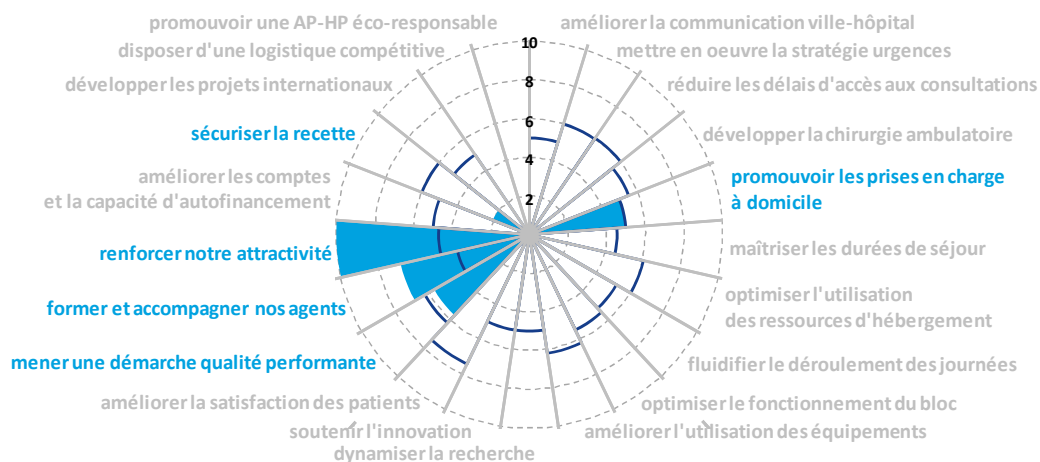 promouvoir une AP-HP éco-responsable
améliorer la communication ville-hôpital
disposer d'une logistique compétitive
10
mettre en oeuvre la stratégie urgences
développer les projets internationaux
8
réduire les délais d'accès aux consultations
sécuriser la recette
6
développer la chirurgie ambulatoire
4
améliorer les comptes
et la capacité d'autofinancement
2
promouvoir les prises en charge
à domicile
renforcer notre attractivité
maîtriser les durées de séjour
former et accompagner nos agents
optimiser l'utilisation
des ressources d'hébergement
mener une démarche qualité performante
fluidifier le déroulement des journées
améliorer la satisfaction des patients
optimiser le fonctionnement du bloc
soutenir l'innovation
améliorer l'utilisation des équipements
dynamiser la recherche